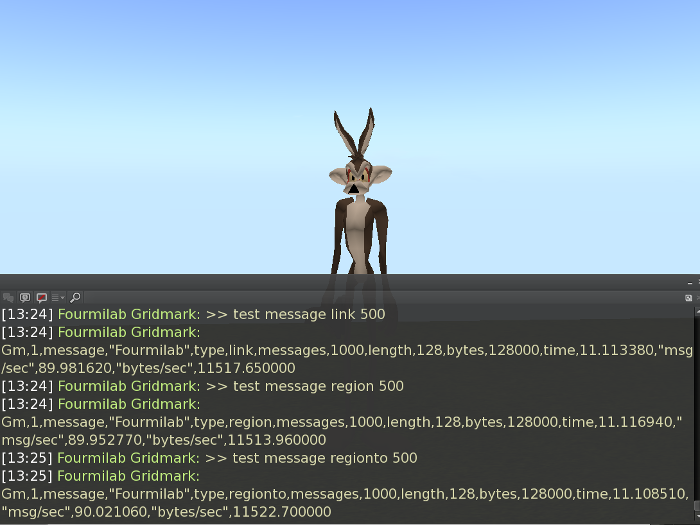 [13:24] Fourmilab Gridmark: >> test message link 500
[13:24] Fourmilab Gridmark:
Gm,1,message,"Fourmilab",type,link,messages,1000,length,128,bytes,128000,time,11.113380,"msg
/sec",89.981620,"bytes/sec",11517.650000
[13:24] Fourmilab Gridmark: >> test message region 500
[13:24] Fourmilab Gridmark:
Gm,1,message,"Fourmilab",type,region,messages,1000,length,128,bytes,128000,time,11.116940,"
msg/sec",89.952770,"bytes/sec",11513.960000
[13:25] Fourmilab Gridmark: >> test message regionto 500
[13:25] Fourmilab Gridmark:
Gm,1,message,"Fourmilab",type,regionto,messages,1000,length,128,bytes,128000,time,11.108510,
"msg/sec",90.021060,"bytes/sec",11522.700000